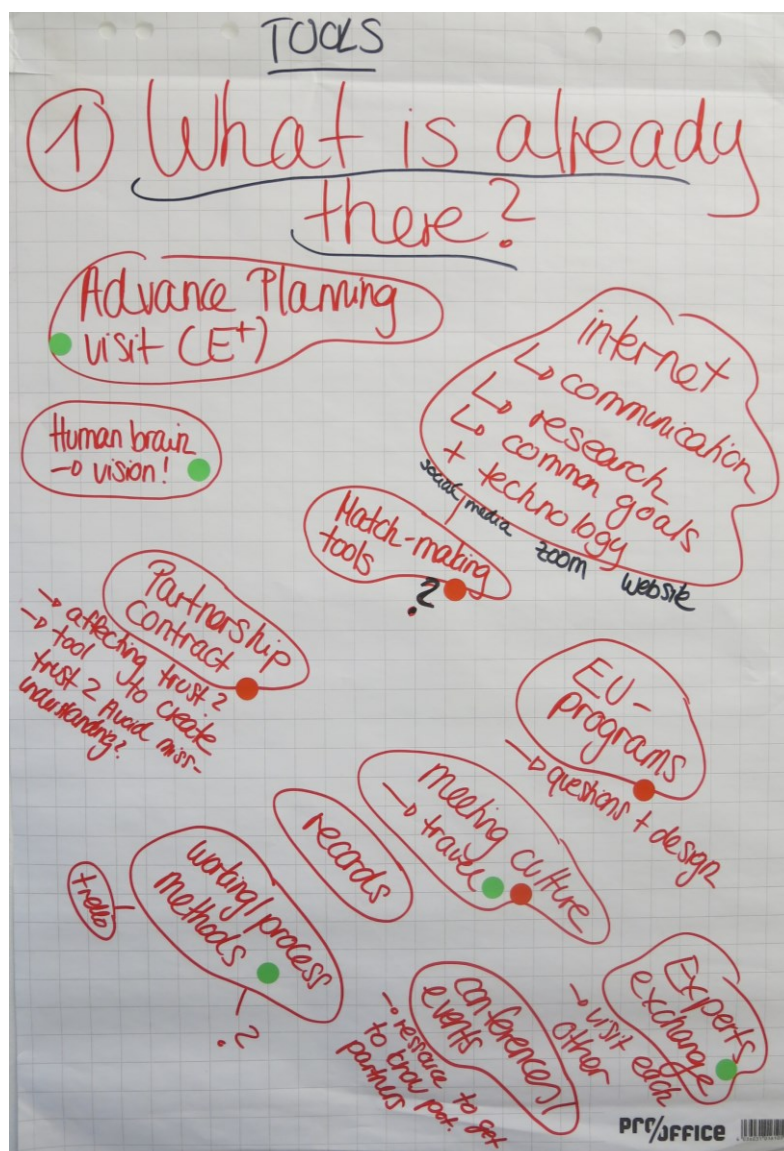 TOOLS
1 What is already
there?
Advance Planning
visit (E+)
internet
↳ communication
↳ research
↳ common goals
+ technology
social media
zoom
website
Human brain
→ vision!
Match-making
tools
?
Partnership
contract
→ affecting trust?
→ tool to create
trust? Avoid miss-
understanding?
EU-
programs
→ questions + design
meeting culture
→ travel
records
working/process
methods
trello
?
conferences/
events
→ ressource to get
to know pot.
partners
Experts
exchange
→ visit each
other
PRO/OFFICE